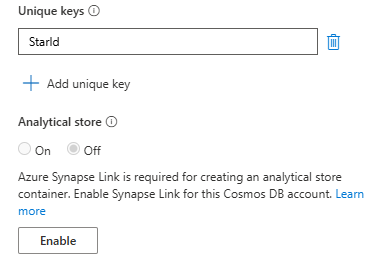 Unique keys
StarId
Add unique key
Analytical store
On Off
Azure Synapse Link is required for creating an analytical store
container. Enable Synapse Link for this Cosmos DB account. Learn
more
Enable